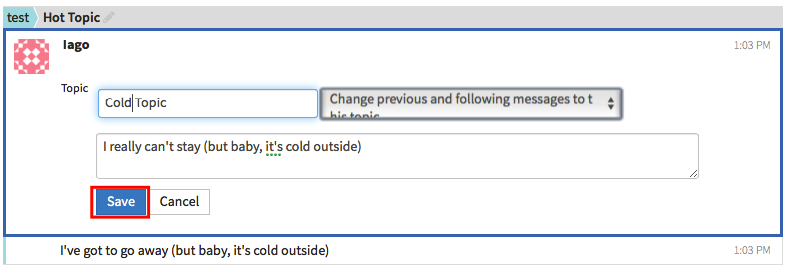 test Hot Topic
Iago 1:03 PM
Topic
Cold Topic
Change previous and following messages to t
his topic
I really can't stay (but baby, it's cold outside)
Save Cancel
I've got to go away (but baby, it's cold outside) 1:03 PM